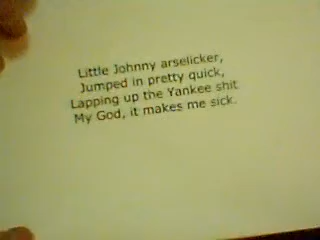 Little Johnny arselicker,
Jumped in pretty quick,
Lapping up the Yankee shit
My God, it makes me sick.